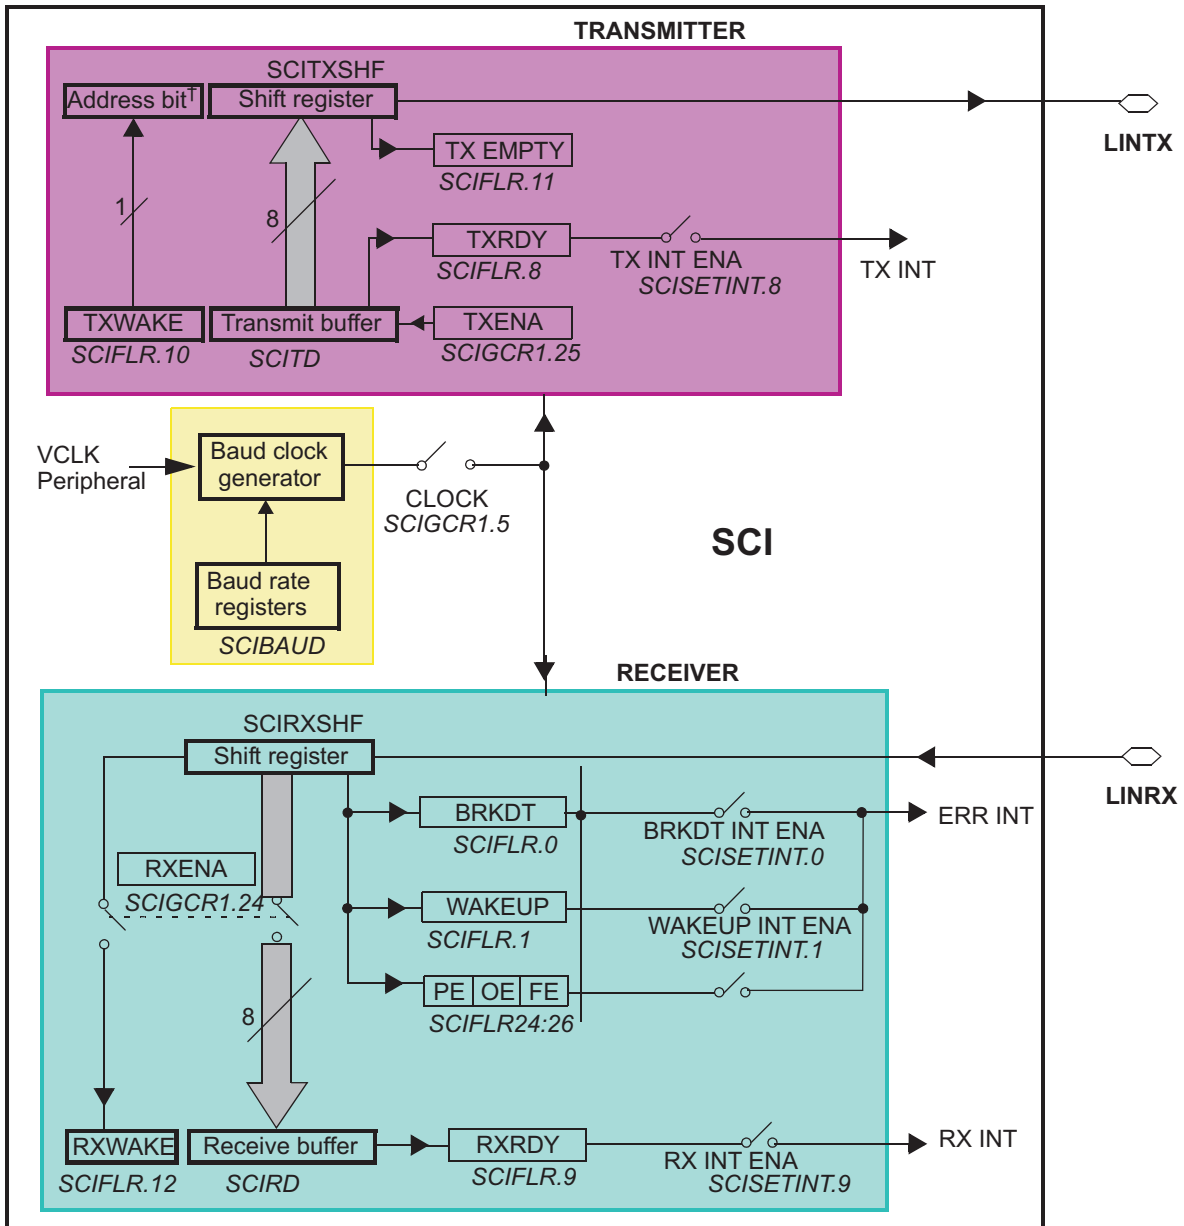 TRANSMITTER
SCITXSHF
Address bit†
Shift register
LINTX
TX EMPTY
SCIFLR.11
1
8
TXRDY
SCIFLR.8
TX INT ENA
SCISETINT.8
TX INT
TXWAKE
SCIFLR.10
Transmit buffer
SCITD
TXENA
SCIGCR1.25
VCLK
Peripheral
Baud clock
generator
CLOCK
SCIGCR1.5
SCI
Baud rate
registers
SCIBAUD
RECEIVER
SCIRXSHF
Shift register
LINRX
BRKDT
SCIFLR.0
BRKDT INT ENA
SCISETINT.0
ERR INT
RXENA
SCIGCR1.24
WAKEUP
SCIFLR.1
WAKEUP INT ENA
SCISETINT.1
PE OE FE
SCIFLR24:26
8
RXWAKE
SCIFLR.12
Receive buffer
SCIRD
RXRDY
SCIFLR.9
RX INT ENA
SCISETINT.9
RX INT